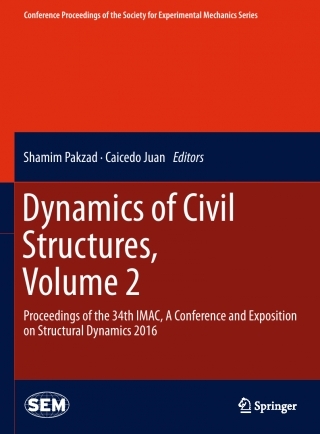 Conference Proceedings of the Society for Experimental Mechanics Series
Shamim Pakzad · Caicedo Juan Editors
Dynamics of Civil
Structures,
Volume 2
Proceedings of the 34th IMAC, A Conference and Exposition
on Structural Dynamics 2016
SEM
Springer